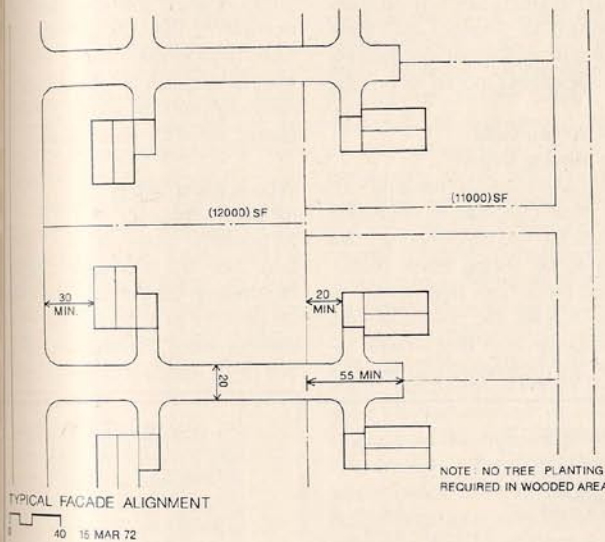 (12000) SF
(11000) SF
30
MIN.
20
MIN.
20
55 MIN
NOTE: NO TREE PLANTING
REQUIRED IN WOODED AREA
TYPICAL FACADE ALIGNMENT
0 40 15 MAR 72